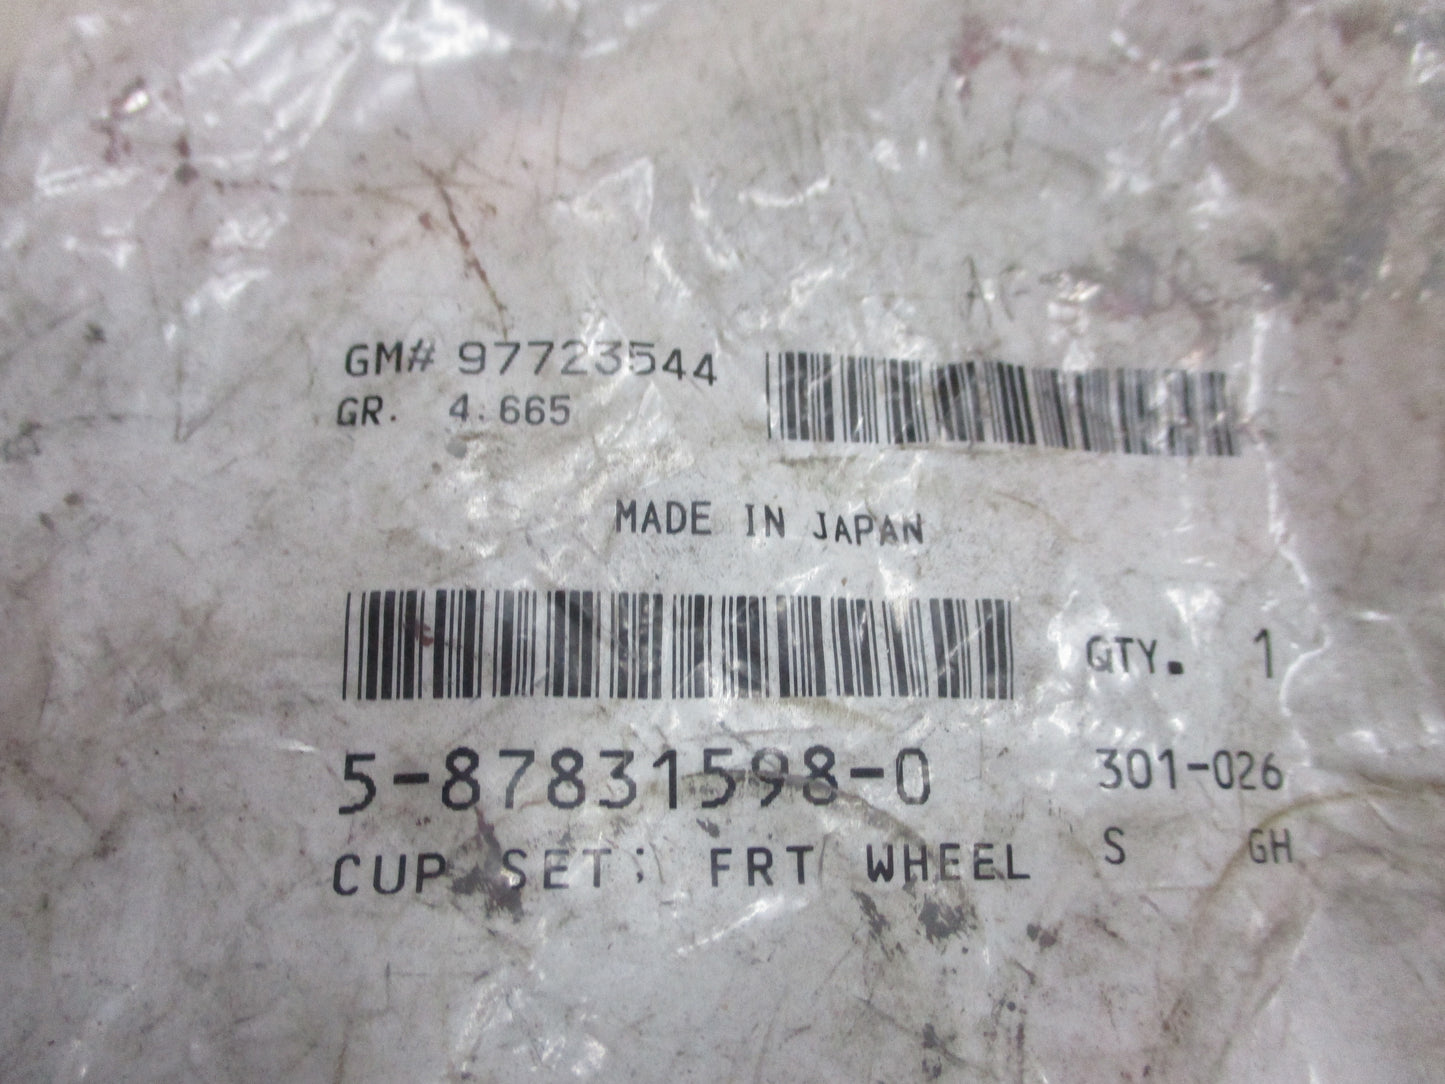 GM# 97723544
GR. 4.665
MADE IN JAPAN
QTY. 1
5-87831598-0 301-026
CUP SET; FRT WHEEL S GH